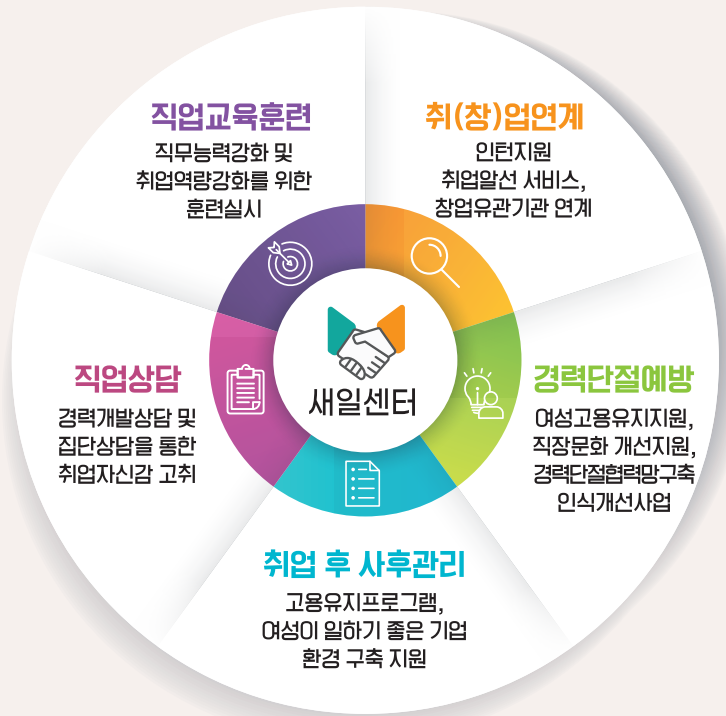 직업교육훈련
직무능력강화 및
취업역량강화를 위한
훈련실시
취(창)업연계
인턴지원
취업알선 서비스,
창업유관기관 연계
직업상담
경력개발상담 및
집단상담을 통한
취업자신감 고취
새일센터
경력단절예방
여성고용유지지원,
직장문화 개선지원,
경력단절협력망구축
인식개선사업
취업 후 사후관리
고용유지프로그램,
여성이 일하기 좋은 기업
환경 구축 지원